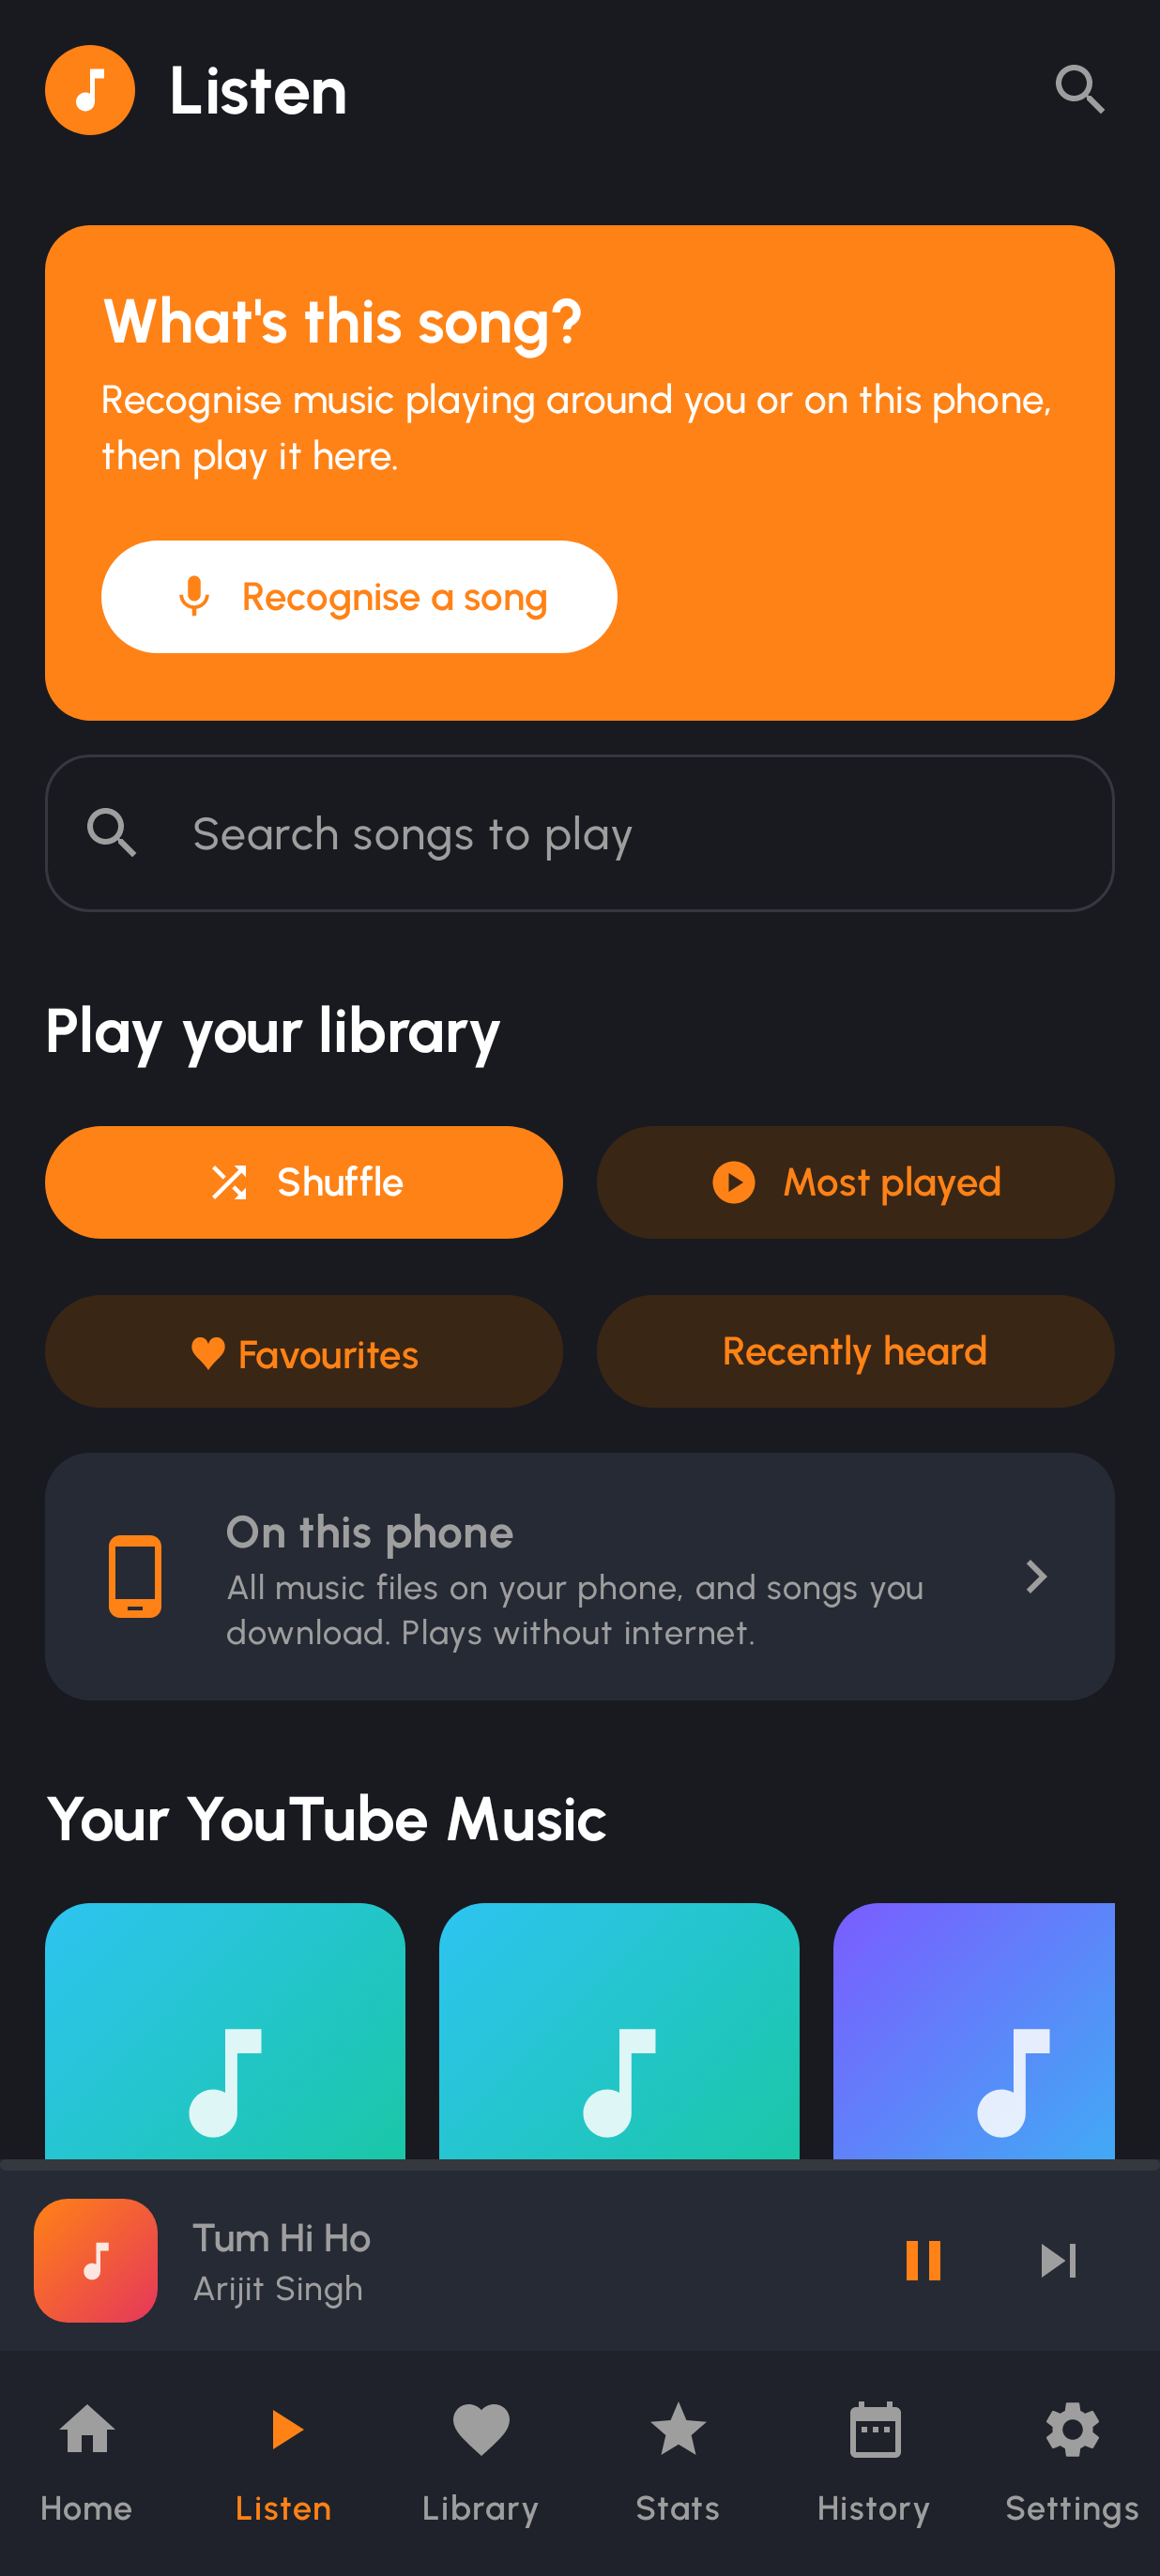 Listen
What's this song?
Recognise music playing around you or on this phone,
then play it here.
Recognise a song
Search songs to play
Play your library
Shuffle
Most played
♥ Favourites
Recently heard
On this phone
All music files on your phone, and songs you
download. Plays without internet.
Your YouTube Music
Tum Hi Ho
Arijit Singh
Home
Listen
Library
Stats
History
Settings